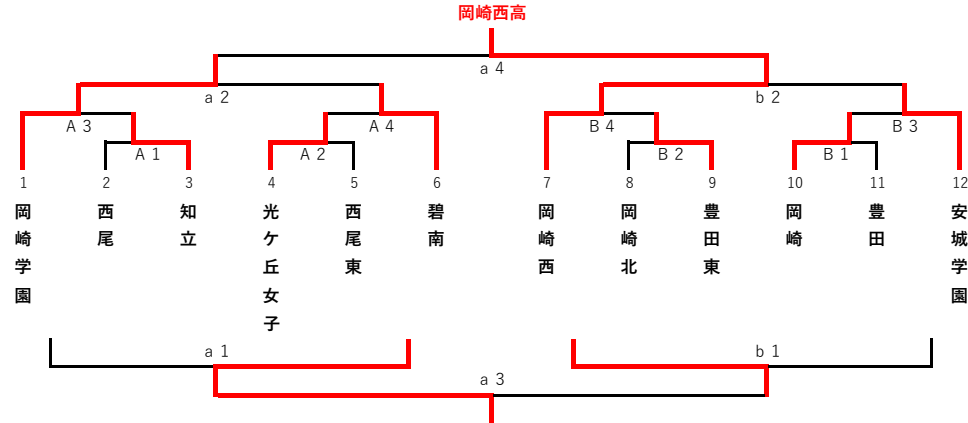 岡崎西高
a 4
a 2
b 2
A 3
A 4
B 4
B 3
A 1
A 2
B 2
B 1
1
2
3
4
5
6
7
8
9
10
11
12
岡崎学園
西尾
知立
光ケ丘女子
西尾東
碧南
岡崎西
岡崎北
豊田東
岡崎
豊田
安城学園
a 1
b 1
a 3